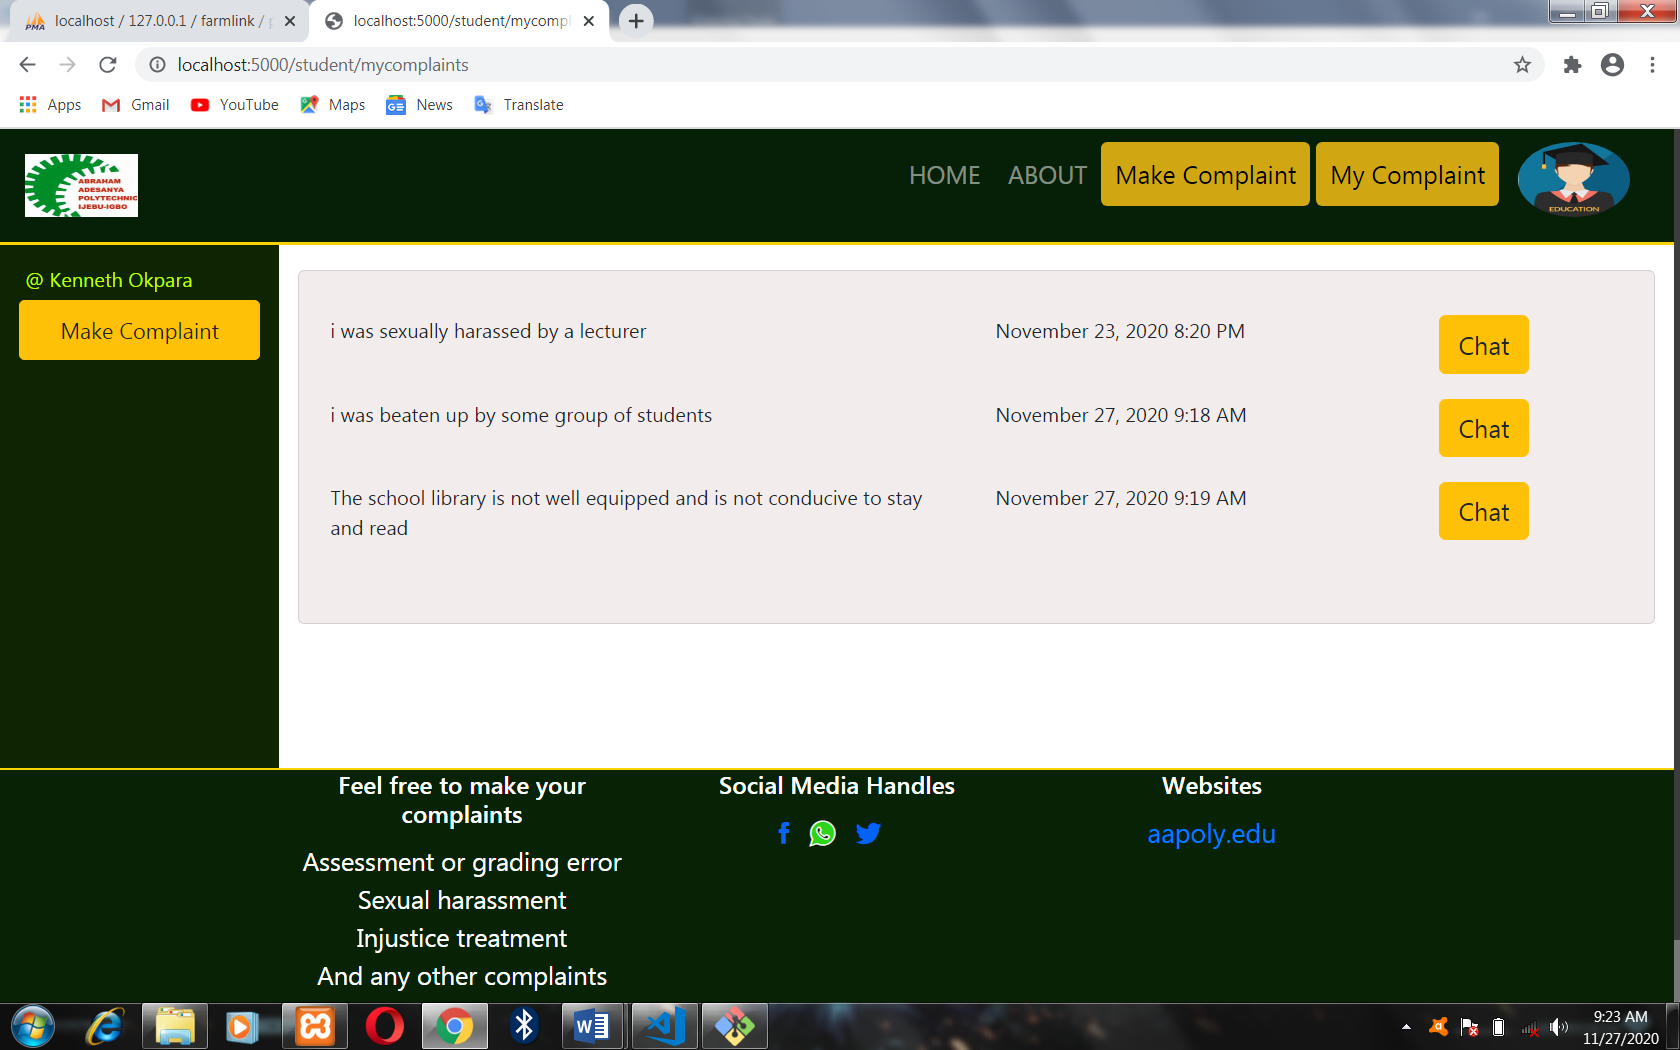 localhost / 127.0.0.1 / farmlink /
localhost:5000/student/mycompl
localhost:5000/student/mycomplaints
Apps Gmail YouTube Maps News Translate
ABRAHAM
ADESANYA
POLYTECHNIC
IJEBU-IGBO
HOME ABOUT Make Complaint My Complaint
EDUCATION
@ Kenneth Okpara
Make Complaint
i was sexually harassed by a lecturer November 23, 2020 8:20 PM Chat
i was beaten up by some group of students November 27, 2020 9:18 AM Chat
The school library is not well equipped and is not conducive to stay November 27, 2020 9:19 AM Chat
and read
Feel free to make your
complaints
Assessment or grading error
Sexual harassment
Injustice treatment
And any other complaints
Social Media Handles
Websites
aapoly.edu
9:23 AM
11/27/2020